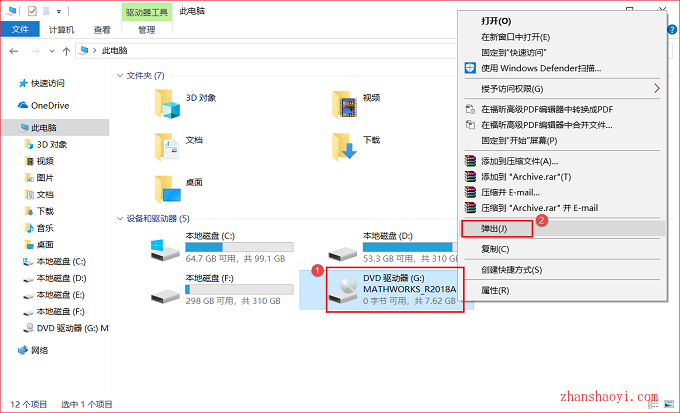 驱动器工具
此电脑
文件
计算机
查看
管理
此电脑
快速访问
OneDrive
此电脑
3D 对象
视频
图片
文档
下载
音乐
桌面
本地磁盘 (C:)
本地磁盘 (D:)
本地磁盘 (E:)
本地磁盘 (F:)
DVD 驱动器 (G:) M
网络
文件夹 (7)
3D 对象
视频
文档
下载
桌面
设备和驱动器 (5)
本地磁盘 (C:)
64.7 GB 可用，共 99.1 GB
本地磁盘 (D:)
53.3 GB 可用，共 310 GB
本地磁盘 (F:)
298 GB 可用，共 310 GB
1
DVD 驱动器 (G:)
MATHWORKS_R2018A
0 字节 可用，共 7.62 GB
打开(O)
在新窗口中打开(E)
固定到"快速访问"
使用 Windows Defender扫描...
授予访问权限(G)
在福昕高级PDF编辑器中转换成PDF
在福昕高级PDF编辑器中合并文件...
固定到"开始"屏幕(P)
添加到压缩文件(A)...
添加到 "Archive.rar"(T)
压缩并 E-mail...
压缩到 "Archive.rar" 并 E-mail
弹出(J)
2
复制(C)
创建快捷方式(S)
属性(R)
12 个项目
选中 1 个项目
zhanshaoyi.com